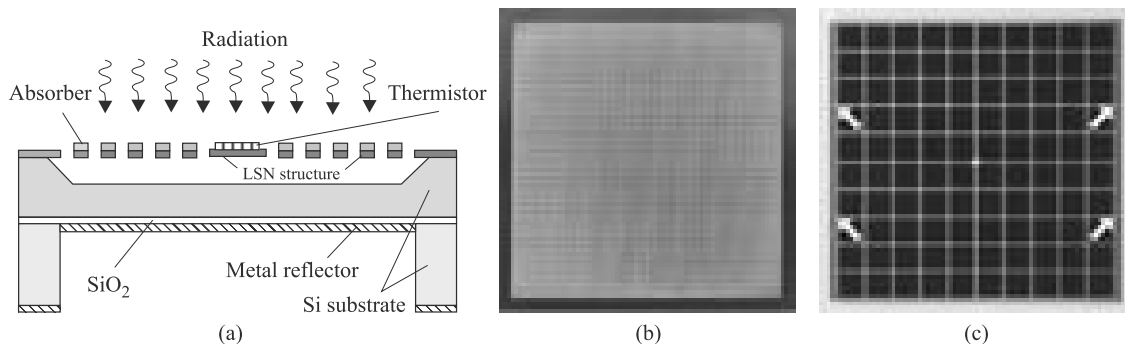 Radiation
Absorber
Thermistor
LSN structure
Metal reflector
SiO2
Si substrate
(a)
(b)
(c)